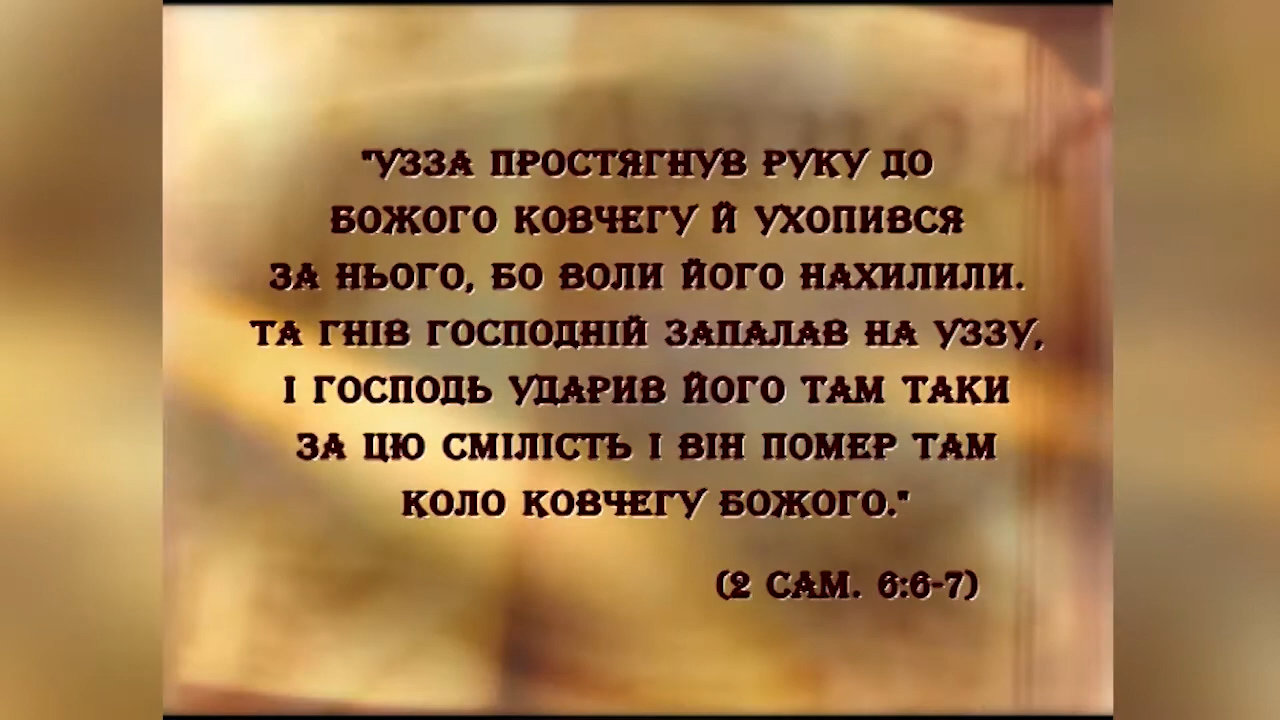 "УЗЗА ПРОСТЯГНУВ РУКУ ДО
БОЖОГО КОВЧЕГУ Й УХОПИВСЯ
ЗА НЬОГО, БО ВОЛИ ЙОГО НАХИЛИЛИ.
ТА ГНІВ ГОСПОДНІЙ ЗАПАЛАВ НА УЗЗУ,
І ГОСПОДЬ УДАРИВ ЙОГО ТАМ ТАКИ
ЗА ЦЮ СМІЛІСТЬ І ВІН ПОМЕР ТАМ
КОЛО КОВЧЕГУ БОЖОГО."
(2 САМ. 6:6-7)